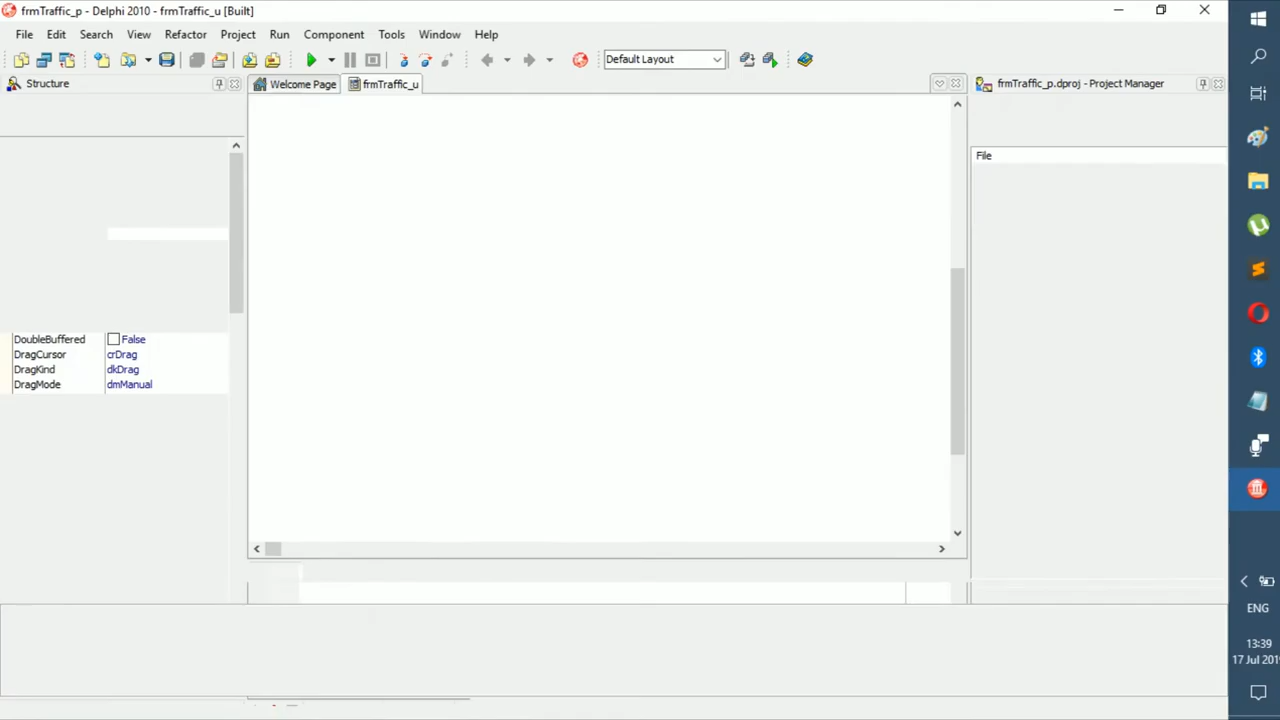 frmTraffic_p - Delphi 2010 - frmTraffic_u [Built]
File Edit Search View Refactor Project Run Component Tools Window Help
Default Layout
Structure
Welcome Page
frmTraffic_u
frmTraffic_p.dproj - Project Manager
File
DoubleBuffered False
DragCursor crDrag
DragKind dkDrag
DragMode dmManual
ENG
13:39
17 Jul 201